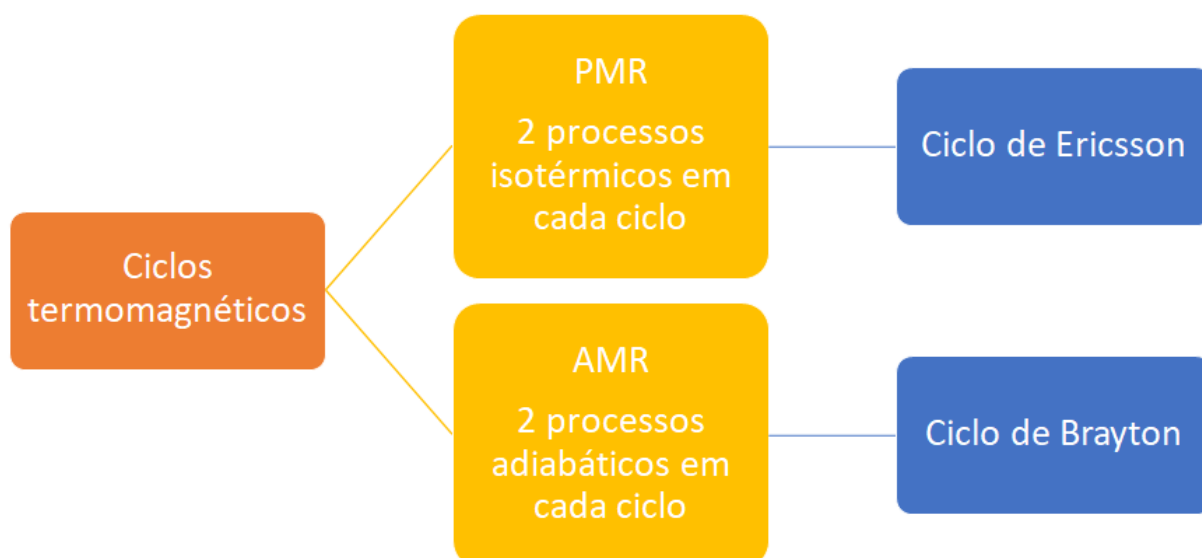 Ciclos
termomagnéticos
PMR
2 processos
isotérmicos em
cada ciclo
Ciclo de Ericsson
AMR
2 processos
adiabáticos em
cada ciclo
Ciclo de Brayton